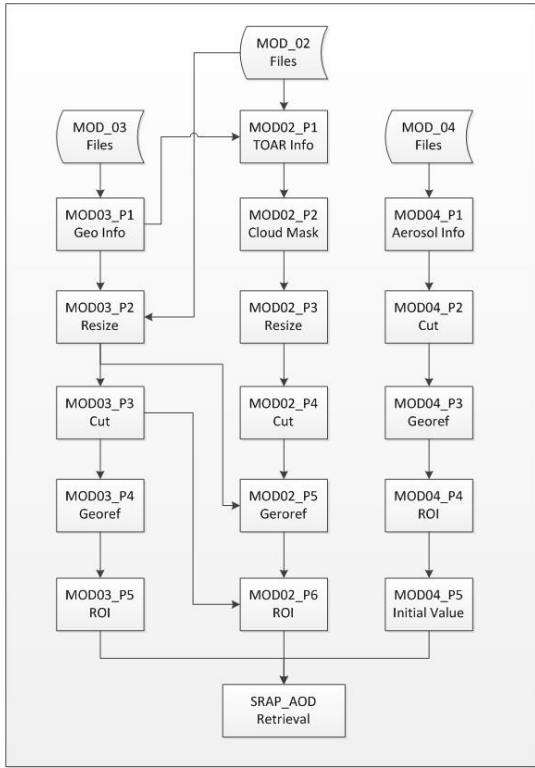 MOD_02
Files
MOD_03
Files
MOD02_P1
TOAR Info
MOD_04
Files
MOD03_P1
Geo Info
MOD02_P2
Cloud Mask
MOD04_P1
Aerosol Info
MOD03_P2
Resize
MOD02_P3
Resize
MOD04_P2
Cut
MOD03_P3
Cut
MOD02_P4
Cut
MOD04_P3
Georef
MOD03_P4
Georef
MOD02_P5
Geroref
MOD04_P4
ROI
MOD03_P5
ROI
MOD02_P6
ROI
MOD04_P5
Initial Value
SRAP_AOD
Retrieval